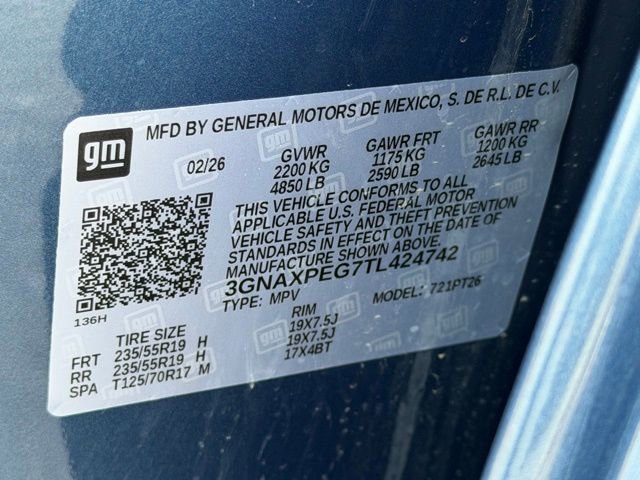 gm
MFD BY GENERAL MOTORS DE MEXICO, S. DE R.L. DE C.V.
02/26 GVWR GAWR FRT GAWR RR
2200 KG 1175 KG 1200 KG
4850 LB 2590 LB 2645 LB
THIS VEHICLE CONFORMS TO ALL
APPLICABLE U.S. FEDERAL MOTOR
VEHICLE SAFETY AND THEFT PREVENTION
STANDARDS IN EFFECT ON THE DATE OF
MANUFACTURE SHOWN ABOVE.
3GNAXPEG7TL424742
TYPE: MPV MODEL: 721PT26
136H
TIRE SIZE RIM
FRT 235/55R19 H 19X7.5J
RR 235/55R19 H 19X7.5J
SPA T125/70R17 M 17X4BT